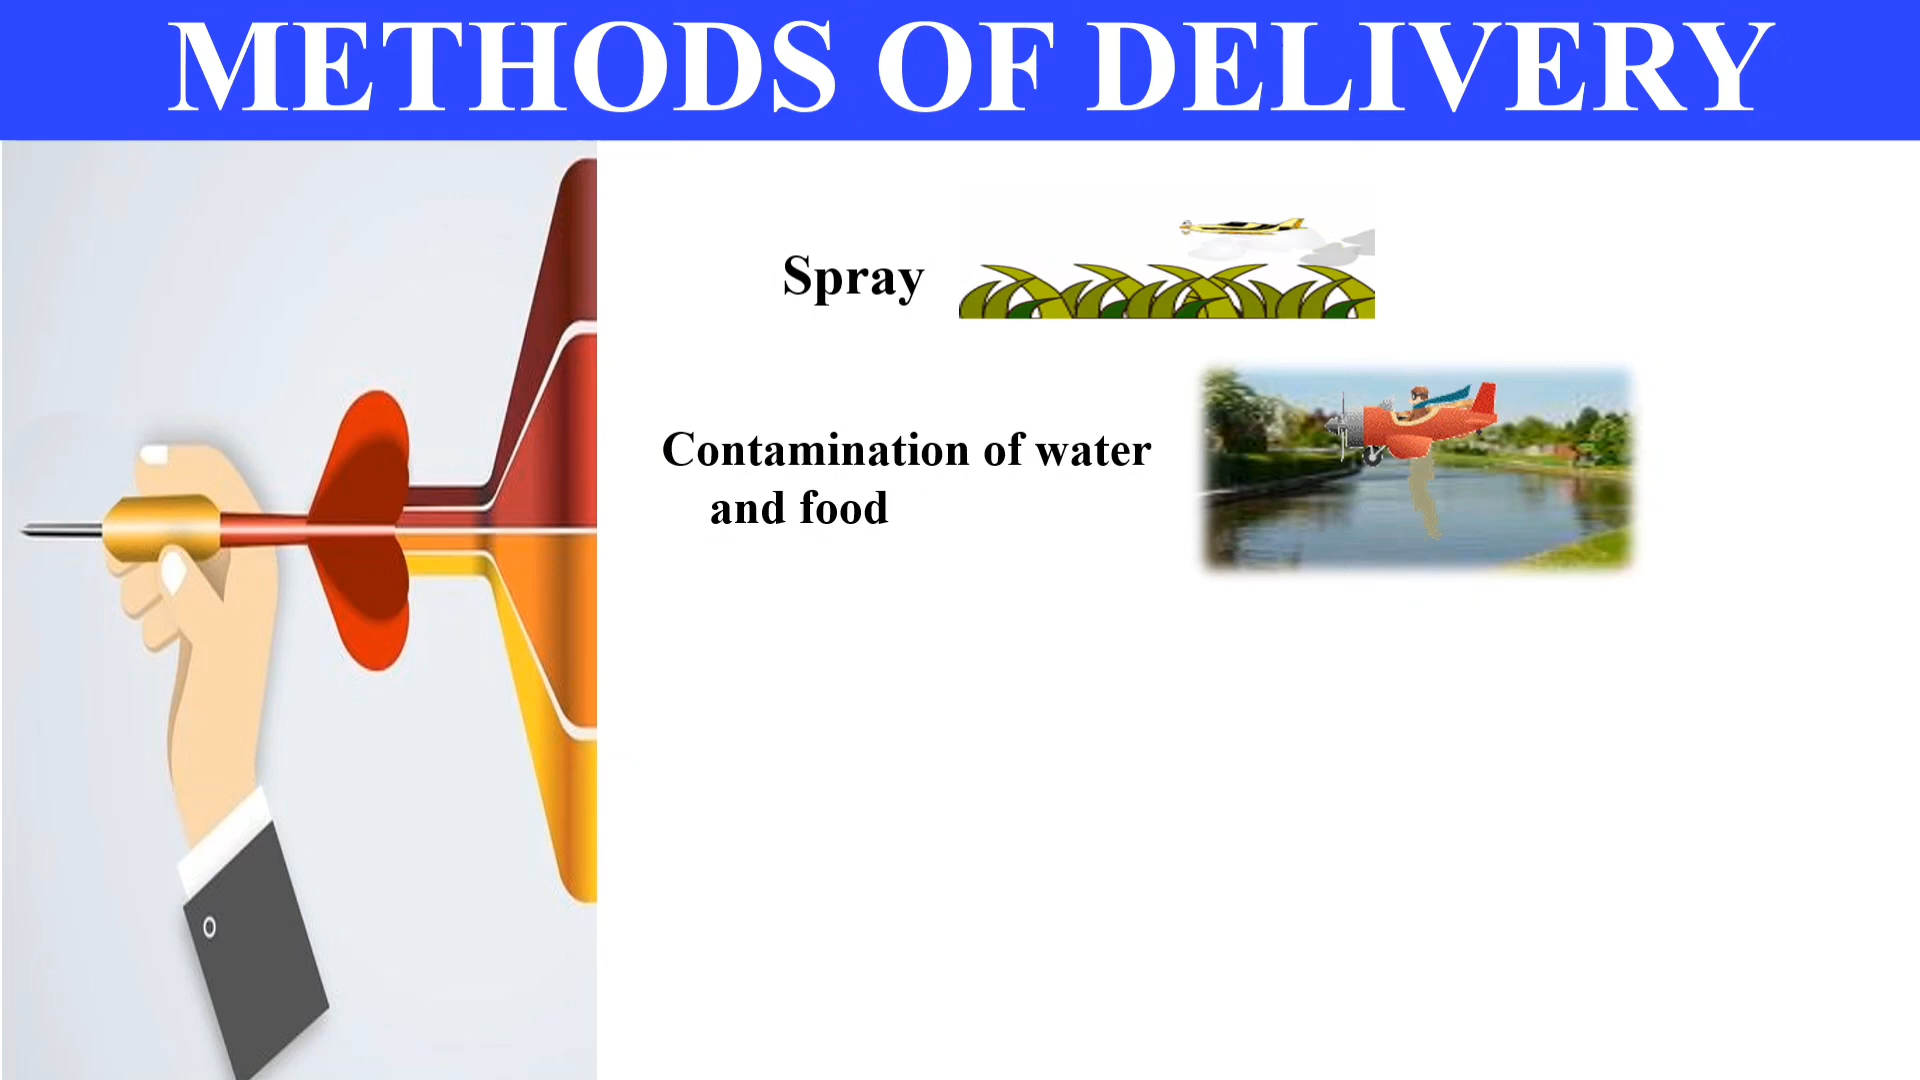 METHODS OF DELIVERY
Spray
Contamination of water
and food